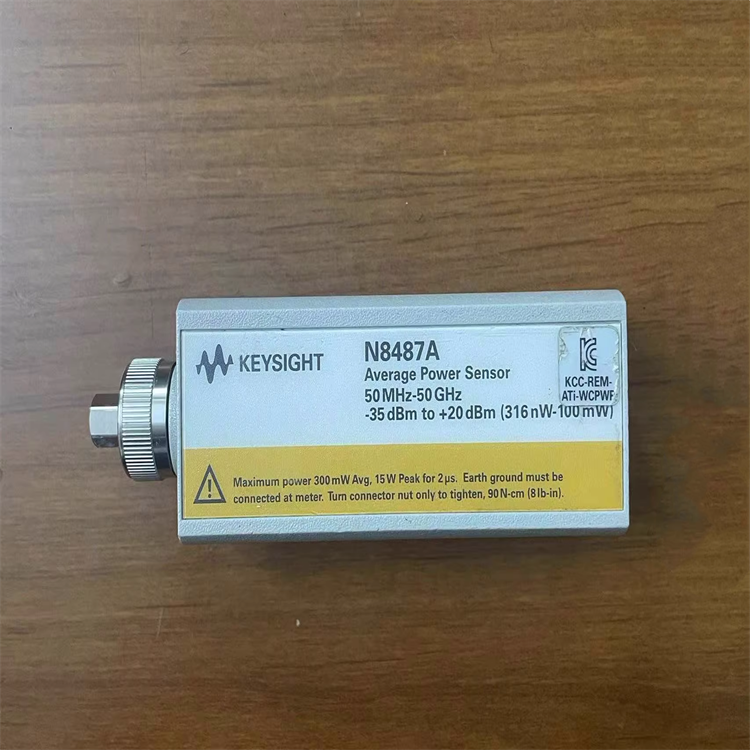 KEYSIGHT
N8487A
Average Power Sensor
50 MHz-50 GHz
-35 dBm to +20 dBm (316 nW-100 mW)
KCC-REM-
ATi-WCPWF
Maximum power 300 mW Avg, 15 W Peak for 2 µs. Earth ground must be
connected at meter. Turn connector nut only to tighten, 90 N-cm (8 lb-in).